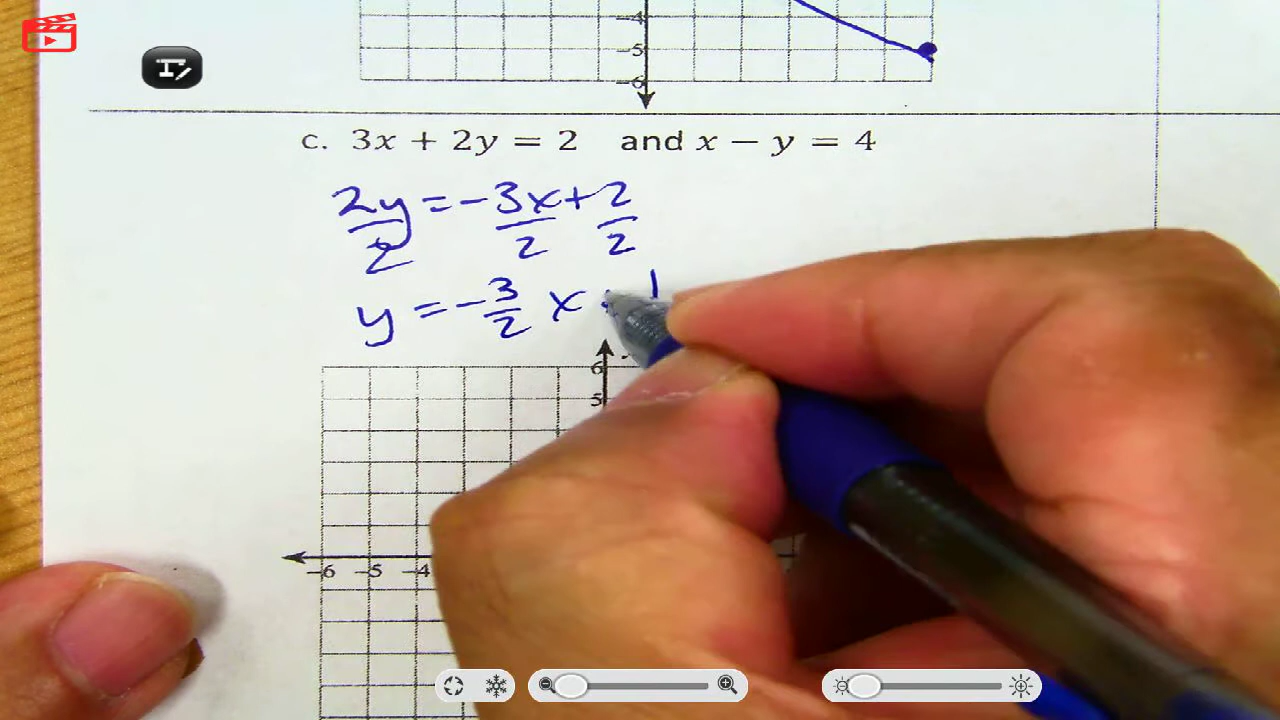 -4
-5
-6
c. 3x + 2y = 2 and x − y = 4
2y = -3x + 2
2 2 2
y = -3/2 x + 1
6
5
-6 -5 -4